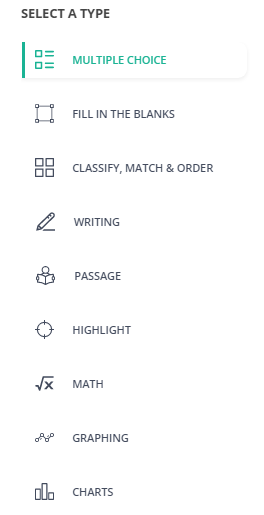 SELECT A TYPE
MULTIPLE CHOICE
FILL IN THE BLANKS
CLASSIFY, MATCH & ORDER
WRITING
PASSAGE
HIGHLIGHT
MATH
GRAPHING
CHARTS